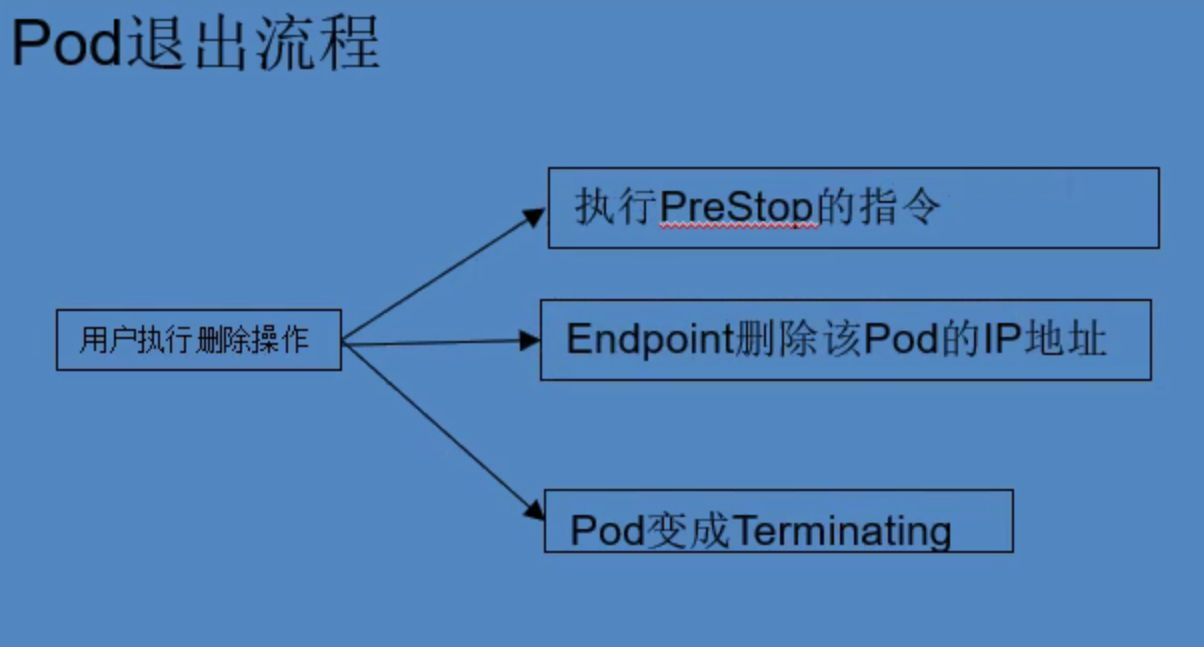 Pod退出流程
执行PreStop的指令
用户执行删除操作
Endpoint删除该Pod的IP地址
Pod变成Terminating